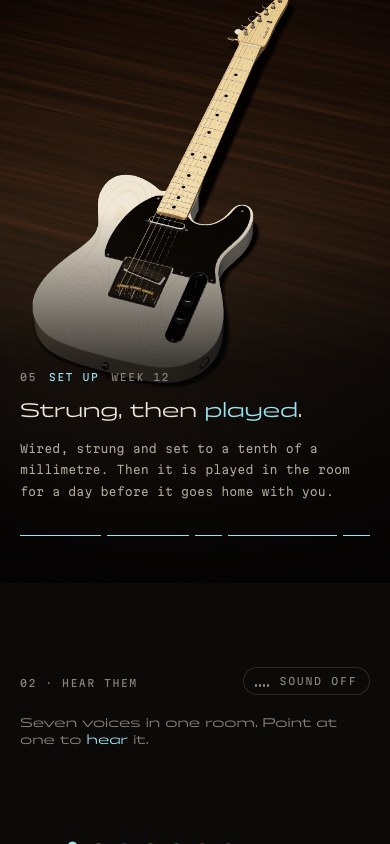 05 SET UP WEEK 12
Strung, then played.
Wired, strung and set to a tenth of a
millimetre. Then it is played in the room
for a day before it goes home with you.
02 · HEAR THEM
SOUND OFF
Seven voices in one room. Point at
one to hear it.